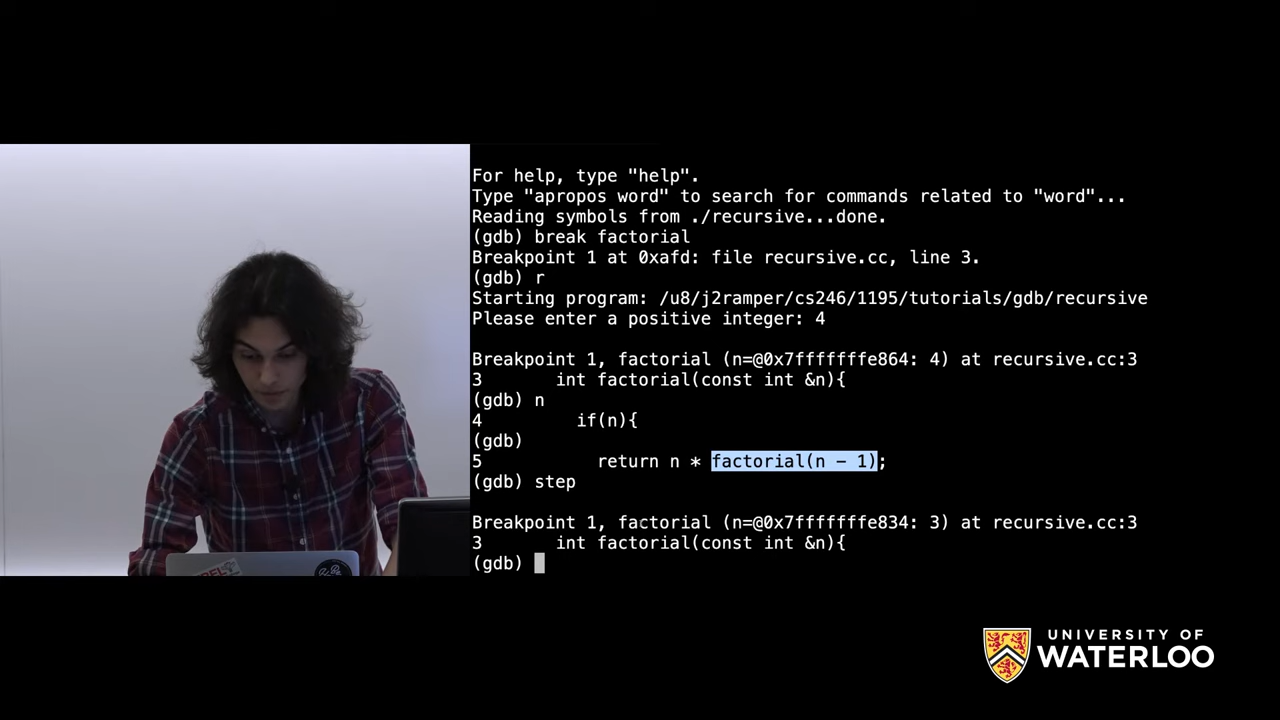 For help, type "help".
Type "apropos word" to search for commands related to "word"...
Reading symbols from ./recursive...done.
(gdb) break factorial
Breakpoint 1 at 0xafd: file recursive.cc, line 3.
(gdb) r
Starting program: /u8/j2ramper/cs246/1195/tutorials/gdb/recursive
Please enter a positive integer: 4
Breakpoint 1, factorial (n=@0x7fffffffe864: 4) at recursive.cc:3
3 int factorial(const int &n){
(gdb) n
4 if(n){
(gdb)
5 return n * factorial(n - 1);
(gdb) step
Breakpoint 1, factorial (n=@0x7fffffffe834: 3) at recursive.cc:3
3 int factorial(const int &n){
(gdb)
UNIVERSITY OF
WATERLOO